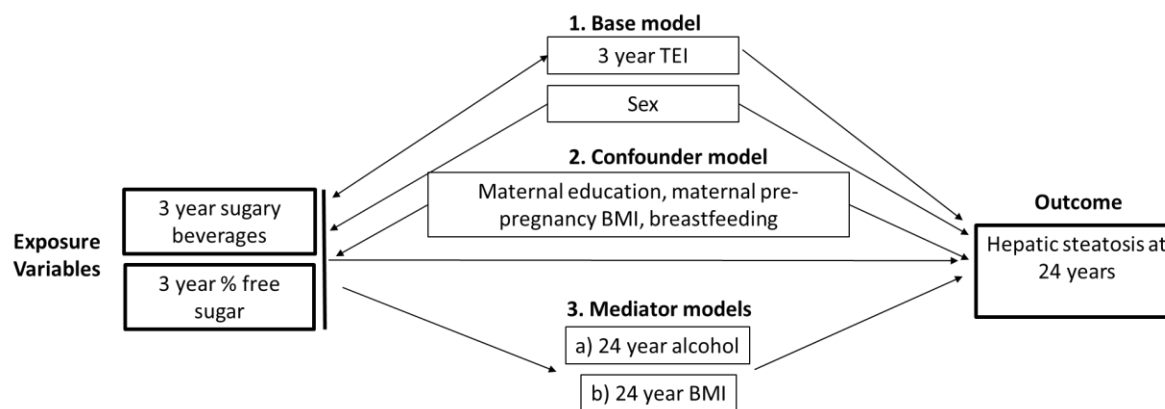 1. Base model
3 year TEI
Sex
2. Confounder model
Maternal education, maternal pre-
pregnancy BMI, breastfeeding
Exposure
Variables
3 year sugary
beverages
3 year % free
sugar
Outcome
Hepatic steatosis at
24 years
3. Mediator models
a) 24 year alcohol
b) 24 year BMI